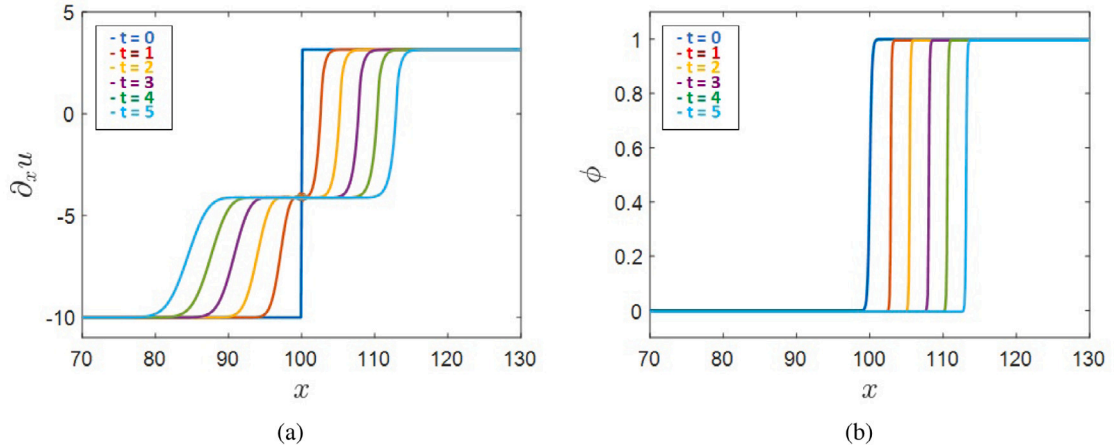 5
0
-5
-10
∂ₓu
- t = 0
- t = 1
- t = 2
- t = 3
- t = 4
- t = 5
70 80 90 100 110 120 130
x
(a)
1
0.8
0.6
0.4
0.2
0
ϕ
- t = 0
- t = 1
- t = 2
- t = 3
- t = 4
- t = 5
70 80 90 100 110 120 130
x
(b)